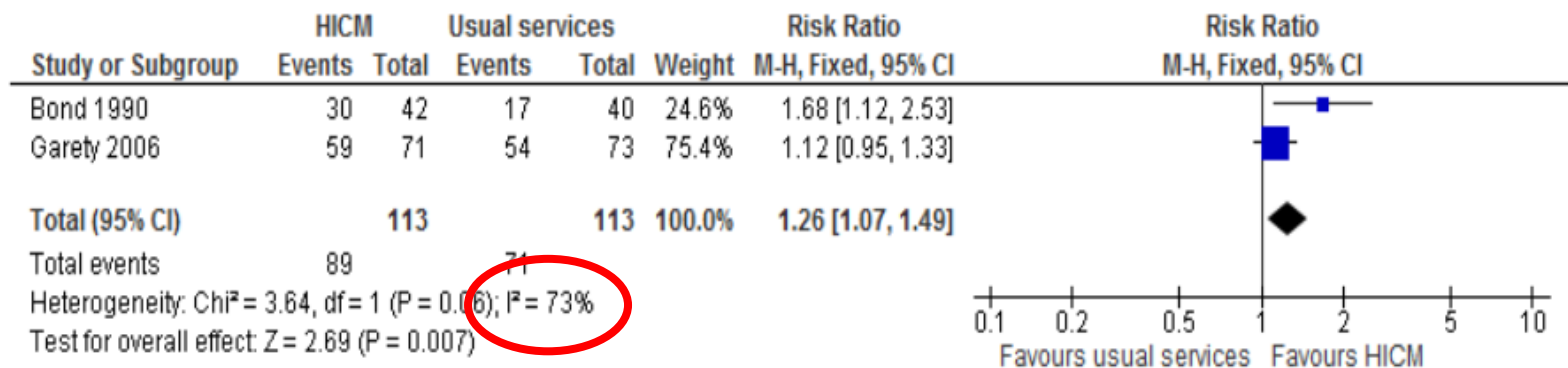 HICM Usual services Risk Ratio Risk Ratio
Study or Subgroup Events Total Events Total Weight M-H, Fixed, 95% CI M-H, Fixed, 95% CI
Bond 1990 30 42 17 40 24.6% 1.68 [1.12, 2.53]
Garety 2006 59 71 54 73 75.4% 1.12 [0.95, 1.33]
Total (95% CI) 113 113 100.0% 1.26 [1.07, 1.49]
Total events 89 71
Heterogeneity: Chi² = 3.64, df = 1 (P = 0.06); I² = 73%
Test for overall effect: Z = 2.69 (P = 0.007)
0.1 0.2 0.5 1 2 5 10
Favours usual services Favours HICM